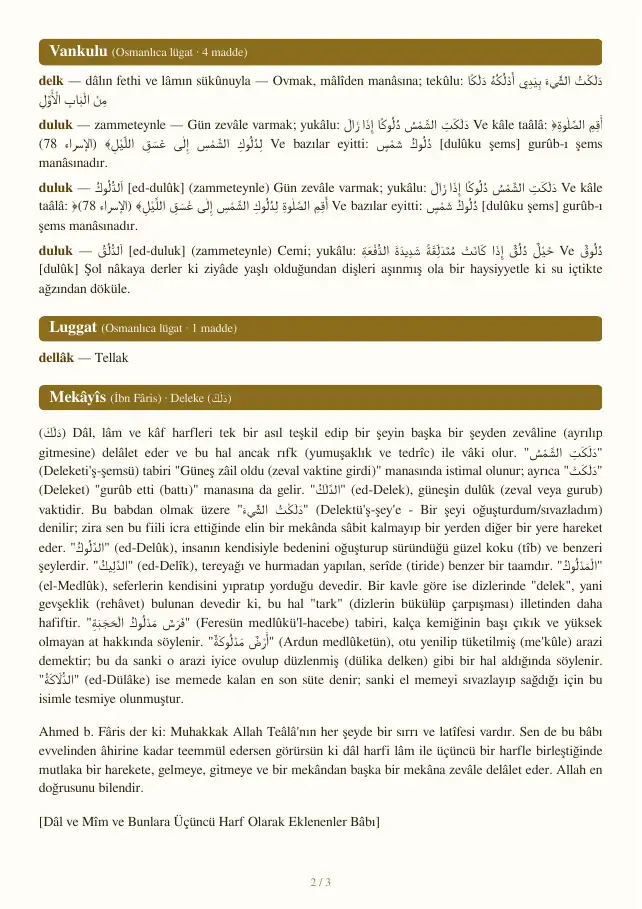 Vankulu (Osmanlıca lügat · 4 madde)
delk — dâlın fethi ve lâmın sükûnuyla — Ovmak, mâlîden manâsına; tekûlu: دَلَكْتُ الشَّيءَ بِيَدِي أَدْلُكُهُ دَلْكًا
مِنَ الْبَابِ الْأَوَّلِ
duluk — zammeteynle — Gün zevâle varmak; yukâlu: دَلَكَتِ الشَّمْسُ دُلُوكًا إِذَا زَالَ Ve kâle taâlâ: ﴿أَقِمِ الصَّلٰوةَ
لِدُلُوكِ الشَّمْسِ إِلَى غَسَقِ اللَّيْلِ﴾ (الإسراء 78) Ve bazılar eyitti: دُلُوكُ شَمْسٍ [dulûku şems] gurûb-ı şems
manâsınadır.
duluk — اَلدُّلُوكُ [ed-dulûk] (zammeteynle) Gün zevâle varmak; yukâlu: دَلَكَتِ الشَّمْسُ دُلُوكًا إِذَا زَالَ Ve kâle
taâlâ: ﴿أَقِمِ الصَّلٰوةَ لِدُلُوكِ الشَّمْسِ إِلَى غَسَقِ اللَّيْلِ﴾ (الإسراء 78) Ve bazılar eyitti: دُلُوكُ شَمْسٍ [dulûku şems] gurûb-ı
şems manâsınadır.
duluk — اَلدُّلُقُ [ed-duluk] (zammeteynle) Cemi; yukâlu: خَيْلٌ دُلُقٌ إِذَا كَانَتْ مُتَدَلِّقَةً شَدِيدَةَ الدُّفْعَةِ Ve دُلُوقٌ
[dulûk] Şol nâkaya derler ki ziyâde yaşlı olduğundan dişleri aşınmış ola bir haysiyyetle ki su içtikte
ağzından döküle.
Luggat (Osmanlıca lügat · 1 madde)
dellâk — Tellak
Mekâyîs (İbn Fâris) · Deleke (دَلَكَ)
(دَلَكَ) Dâl, lâm ve kâf harfleri tek bir asıl teşkil edip bir şeyin başka bir şeyden zevâline (ayrılıp
gitmesine) delâlet eder ve bu hal ancak rıfk (yumuşaklık ve tedrîc) ile vâki olur. "دَلَكَتِ الشَّمْسُ"
(Deleketi'ş-şemsü) tabiri "Güneş zâil oldu (zeval vaktine girdi)" manasında istimal olunur; ayrıca "دَلَكَتْ"
(Deleket) "gurûb etti (battı)" manasına da gelir. "الدَّلَكُ" (ed-Delek), güneşin dulûk (zeval veya gurub)
vaktidir. Bu babdan olmak üzere "دَلَكْتُ الشَّيءَ" (Delektü'ş-şey'e - Bir şeyi oğuşturdum/sıvazladım)
denilir; zira sen bu fiili icra ettiğinde elin bir mekânda sâbit kalmayıp bir yerden diğer bir yere hareket
eder. "الدَّلُوكُ" (ed-Delûk), insanın kendisiyle bedenini oğuşturup süründüğü güzel koku (tîb) ve benzeri
şeylerdir. "الدَّلِيكُ" (ed-Delîk), tereyağı ve hurmadan yapılan, serîde (tiride) benzer bir taamdır. "الْمَدْلُوكُ"
(el-Medlûk), seferlerin kendisini yıpratıp yorduğu devedir. Bir kavle göre ise dizlerinde "delek", yani
gevşeklik (rehâvet) bulunan devedir ki, bu hal "tark" (dizlerin bükülüp çarpışması) illetinden daha
hafiftir. "فَرَسٌ مَدْلُوكُ الْحَجَبَةِ" (Feresün medlûkü'l-hacebe) tabiri, kalça kemiğinin başı çıkık ve yüksek
olmayan at hakkında söylenir. "أَرْضٌ مَدْلُوكَةٌ" (Ardun medlûketün), otu yenilip tüketilmiş (me'kûle) arazi
demektir; bu da sanki o arazi iyice ovulup düzlenmiş (dülika delken) gibi bir hal aldığında söylenir.
"الدُّلَاكَةُ" (ed-Dülâke) ise memede kalan en son süte denir; sanki el memeyi sıvazlayıp sağdığı için bu
isimle tesmiye olunmuştur.
Ahmed b. Fâris der ki: Muhakkak Allah Teâlâ'nın her şeyde bir sırrı ve latîfesi vardır. Sen de bu bâbı
evvelinden âhirine kadar teemmül edersen görürsün ki dâl harfi lâm ile üçüncü bir harfle birleştiğinde
mutlaka bir harekete, gelmeye, gitmeye ve bir mekândan başka bir mekâna zevâle delâlet eder. Allah en
doğrusunu bilendir.
[Dâl ve Mîm ve Bunlara Üçüncü Harf Olarak Eklenenler Bâbı]
2 / 3